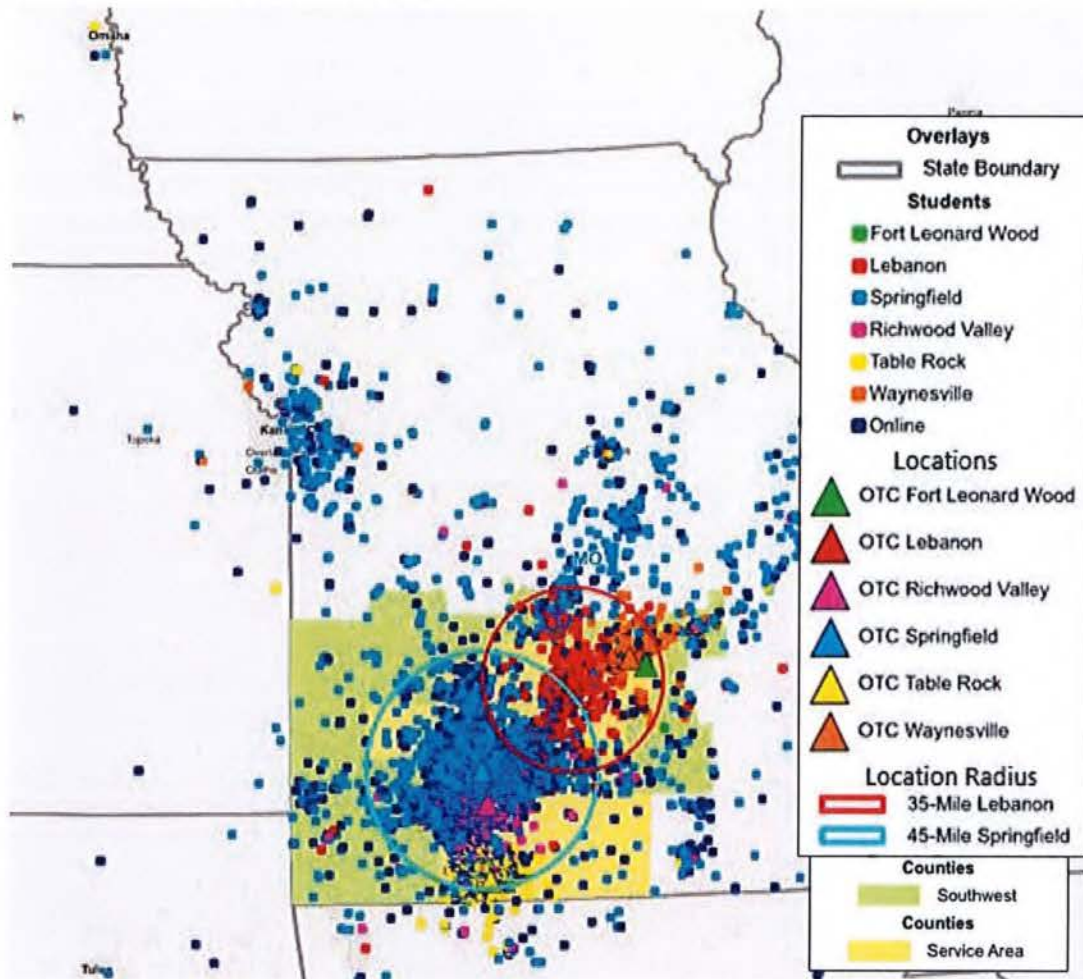 Omaha
Overlays
State Boundary
Students
Fort Leonard Wood
Lebanon
Springfield
Richwood Valley
Table Rock
Waynesville
Online
Locations
OTC Fort Leonard Wood
OTC Lebanon
OTC Richwood Valley
OTC Springfield
OTC Table Rock
OTC Waynesville
Location Radius
35-Mile Lebanon
45-Mile Springfield
Counties
Southwest
Counties
Service Area
Topeka
Kan
MO